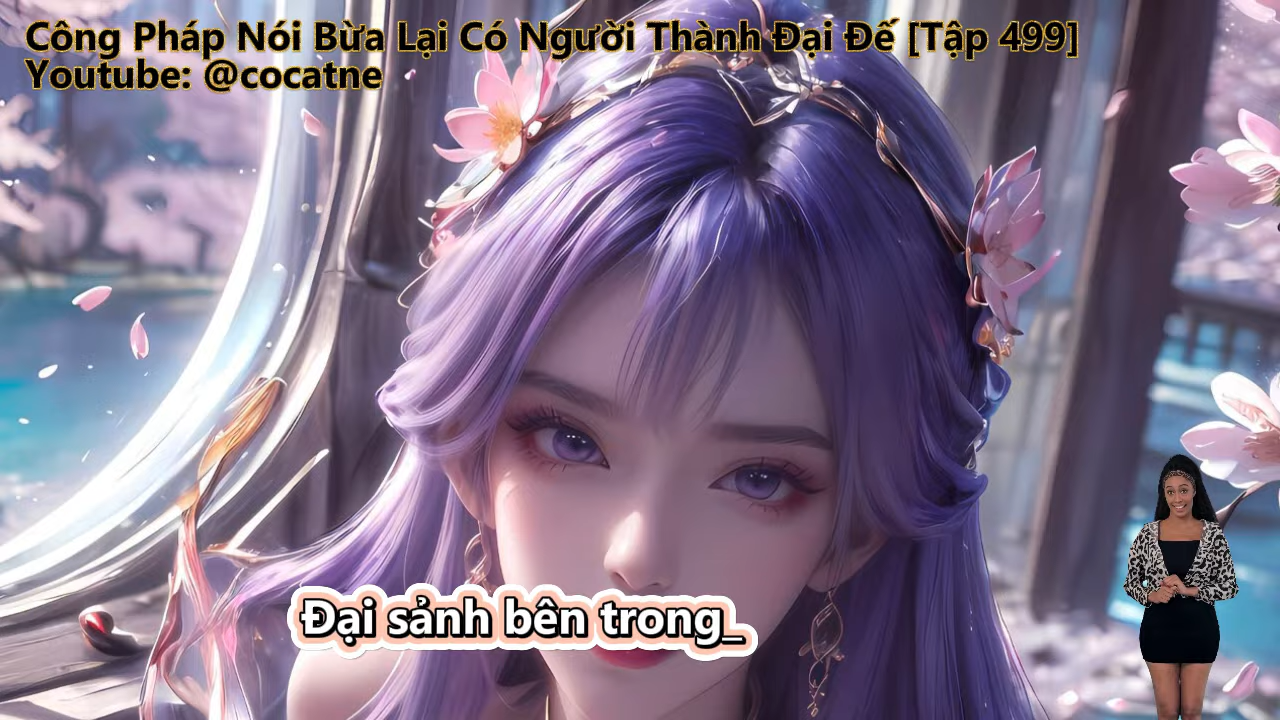 Công Pháp Nói Bừa Lại Có Người Thành Đại Đế [Tập 499]
Youtube: @cocatne
Đại sảnh bên trong_